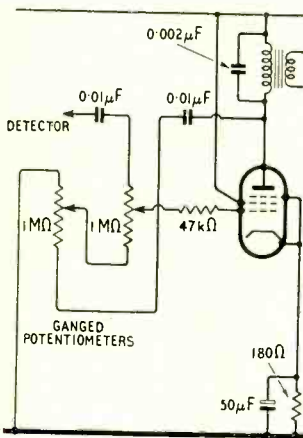 0·002µF
0·01µF
0·01µF
DETECTOR
1MΩ
1MΩ
47kΩ
GANGED
POTENTIOMETERS
180Ω
50µF